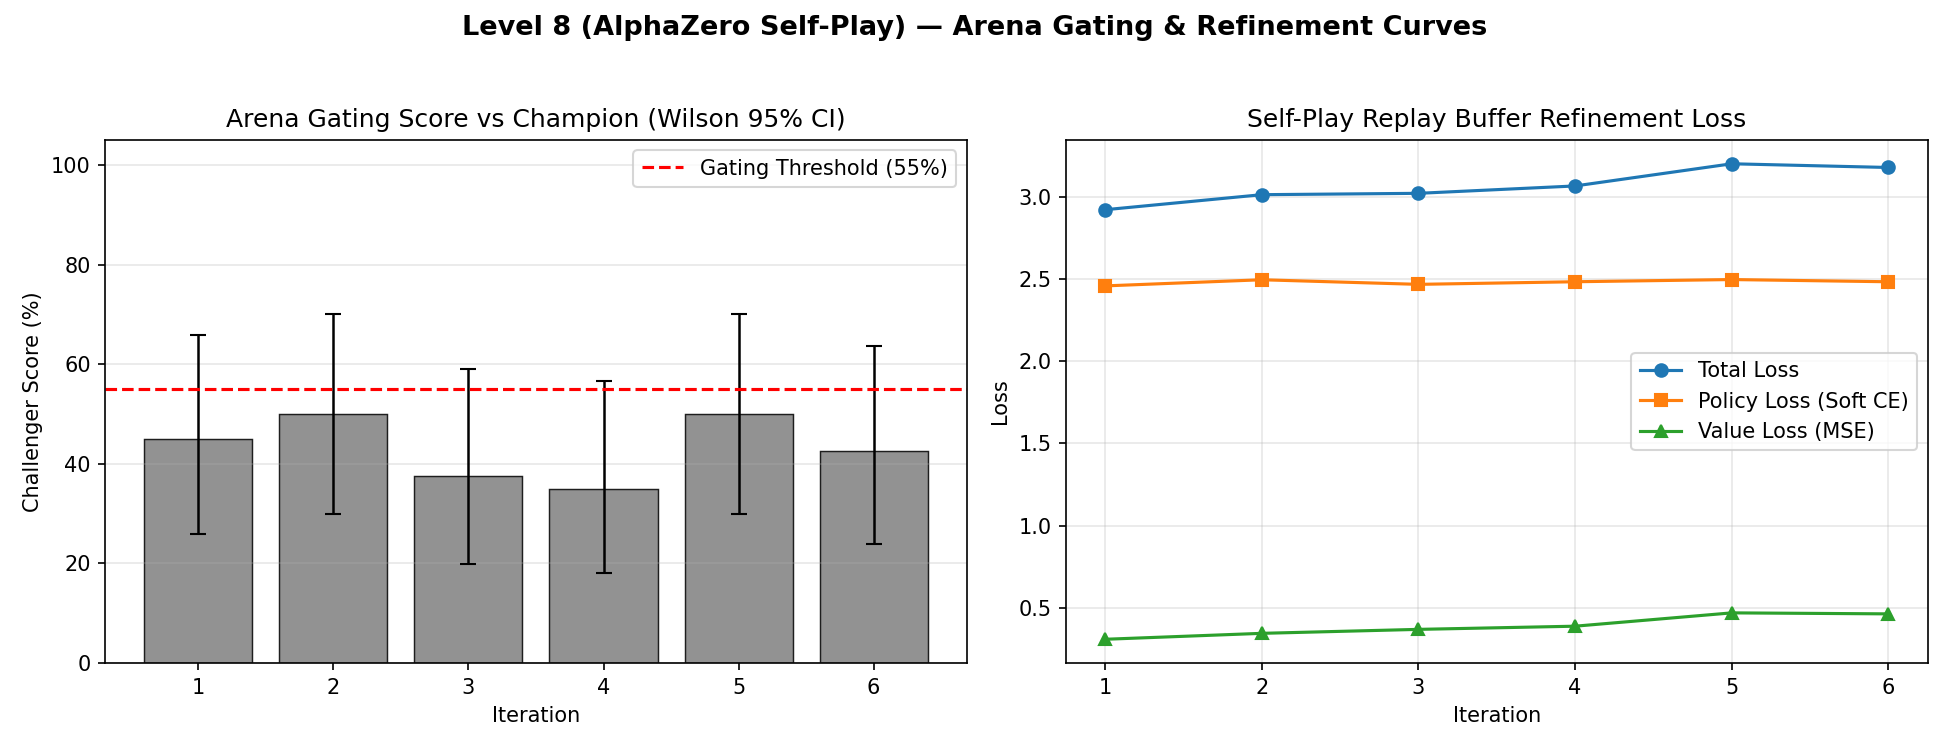 Level 8 (AlphaZero Self-Play) — Arena Gating & Refinement Curves
Arena Gating Score vs Champion (Wilson 95% CI)
Gating Threshold (55%)
Challenger Score (%)
100
80
60
40
20
0
1 2 3 4 5 6
Iteration
Self-Play Replay Buffer Refinement Loss
Loss
3.0
2.5
2.0
1.5
1.0
0.5
Total Loss
Policy Loss (Soft CE)
Value Loss (MSE)
1 2 3 4 5 6
Iteration